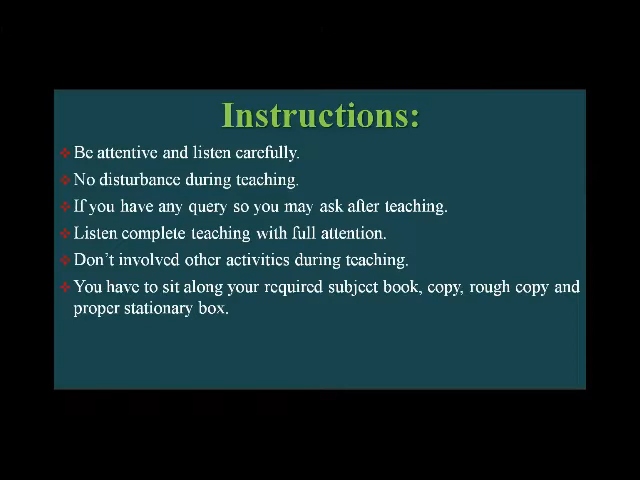 Instructions:
Be attentive and listen carefully.
No disturbance during teaching.
If you have any query so you may ask after teaching.
Listen complete teaching with full attention.
Don't involved other activities during teaching.
You have to sit along your required subject book, copy, rough copy and
proper stationary box.